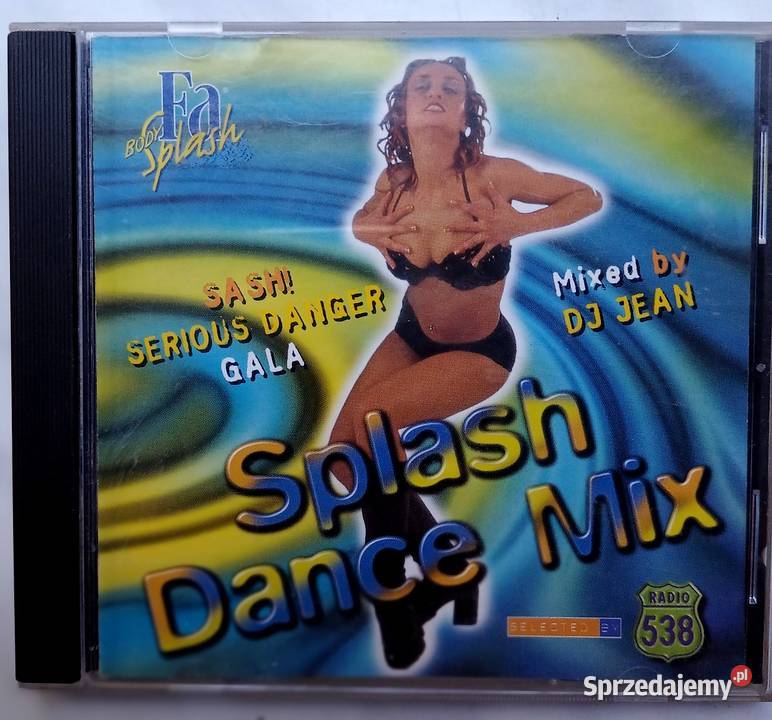 Fa
BODY
Splash
SASH!
SERIOUS DANGER
GALA
Mixed by
DJ JEAN
Splash
Dance Mix
SELECTED BY
RADIO
538
Sprzedajemy.pl